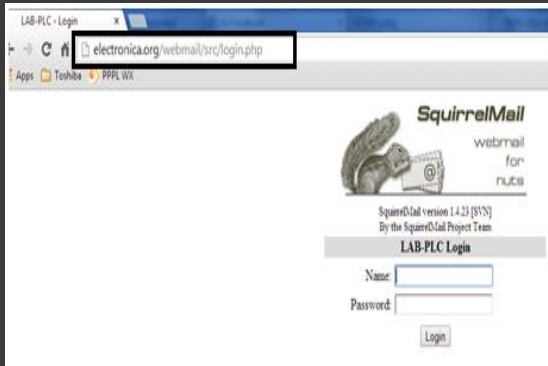 LAB-PLC - Login
electronica.org/webmail/src/login.php
Apps Toshiba PPPL WX
SquirrelMail
webmail
for
nuts
@
SquirrelMail version 1.4.23 [SVN]
By the SquirrelMail Project Team
LAB-PLC Login
Name:
Password:
Login